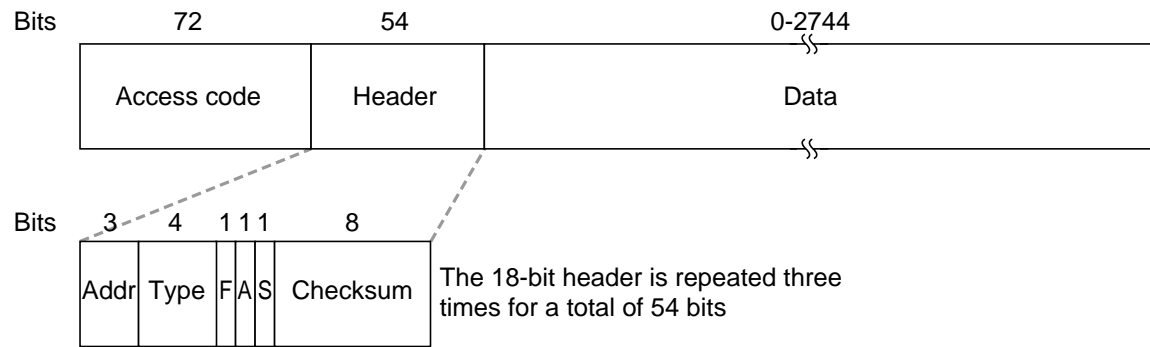 Bits 72 54 0-2744
Access code Header Data
Bits 3 4 1 1 1 8
Addr Type F A S Checksum
The 18-bit header is repeated three
times for a total of 54 bits